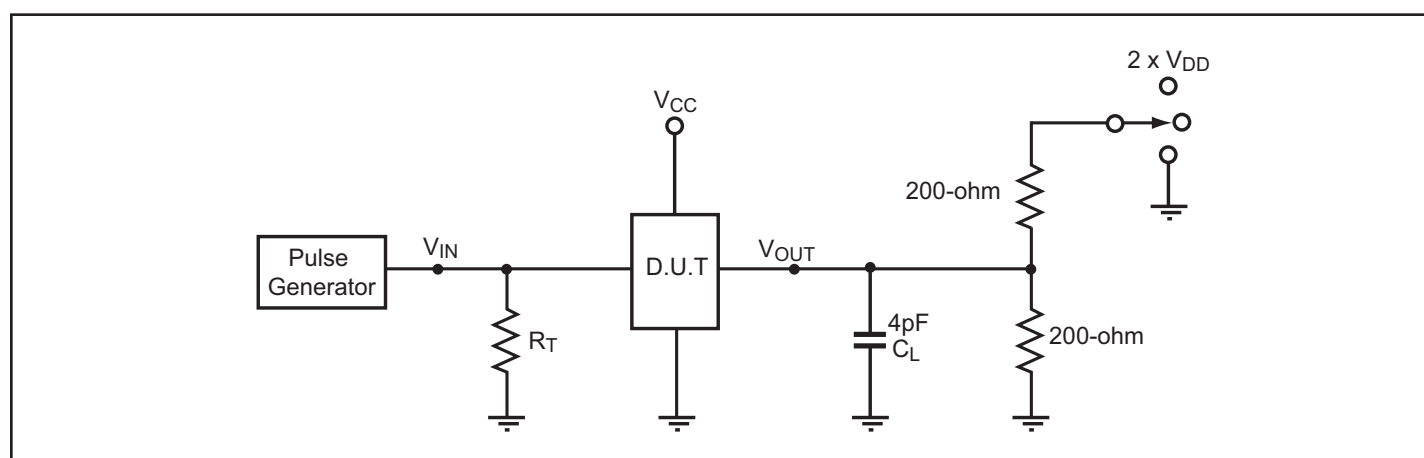 2 x VDD
VCC
200-ohm
Pulse
Generator
VIN
D.U.T
VOUT
RT
4pF
CL
200-ohm